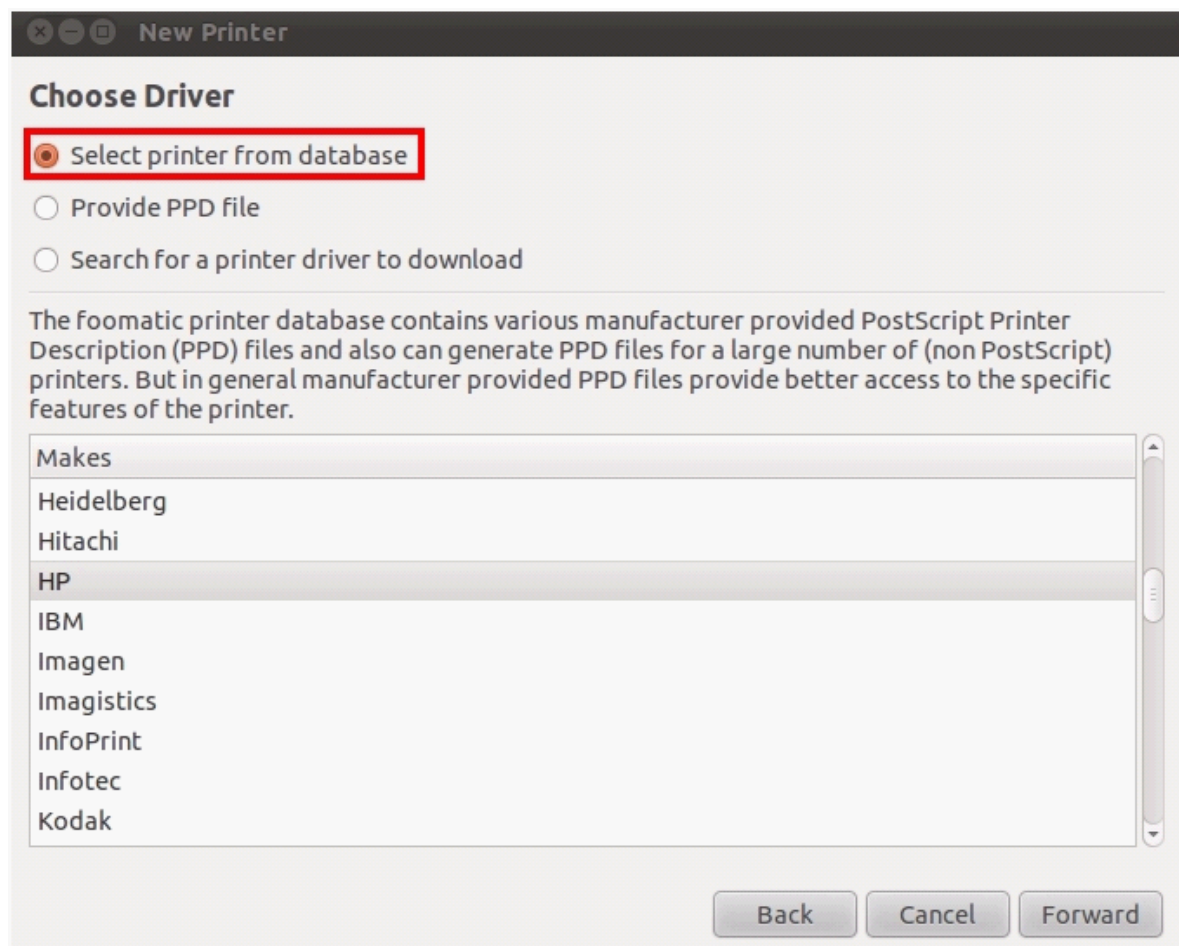 New Printer
Choose Driver
Select printer from database
Provide PPD file
Search for a printer driver to download
The foomatic printer database contains various manufacturer provided PostScript Printer
Description (PPD) files and also can generate PPD files for a large number of (non PostScript)
printers. But in general manufacturer provided PPD files provide better access to the specific
features of the printer.
Makes
Heidelberg
Hitachi
HP
IBM
Imagen
Imagistics
InfoPrint
Infotec
Kodak
Back Cancel Forward